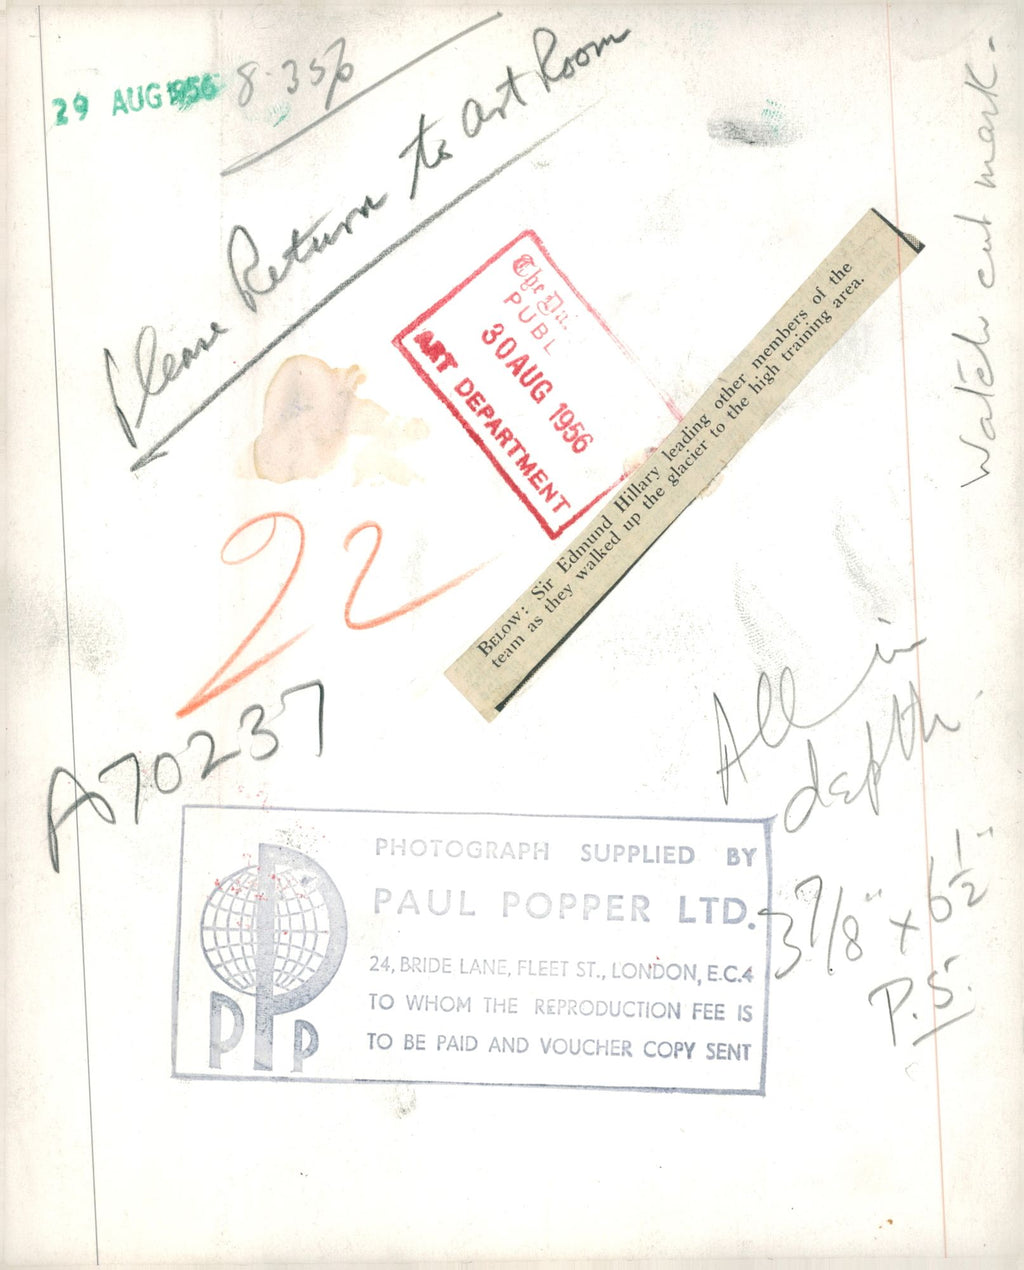 29 AUG 1956
8.356
Please Return to Art Room
Watch cut mark.
The Da
PUBL
30 AUG 1956
ART DEPARTMENT
BELOW: Sir Edmund Hillary leading other members of the
team as they walked up the glacier to the high training area.
22
A70237
All in
depth
3 7/8" x 6 1/2
P.S.
PHOTOGRAPH SUPPLIED BY
PAUL POPPER LTD.
24, BRIDE LANE, FLEET ST., LONDON, E.C.4
TO WHOM THE REPRODUCTION FEE IS
TO BE PAID AND VOUCHER COPY SENT
PPP